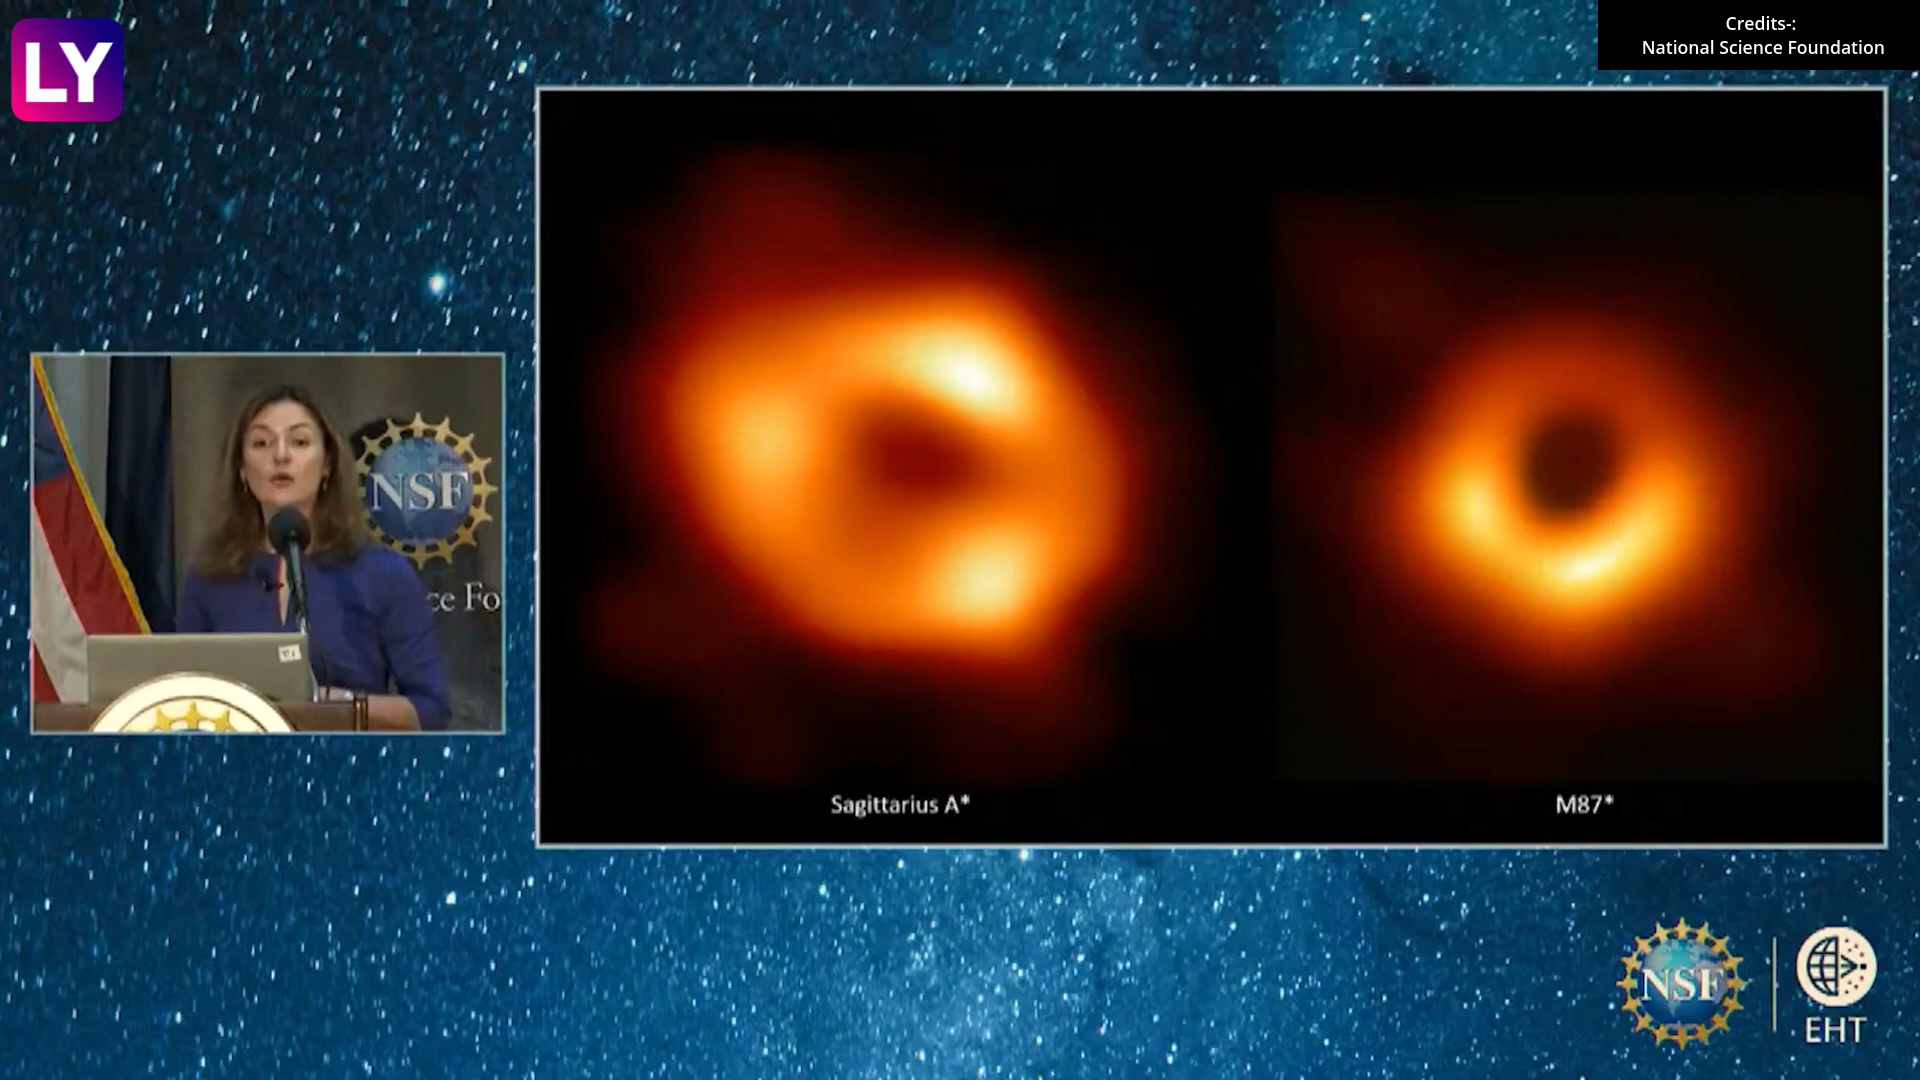 LY
Credits-:
National Science Foundation
NSF
ce Fo
Sagittarius A*
M87*
NSF
EHT